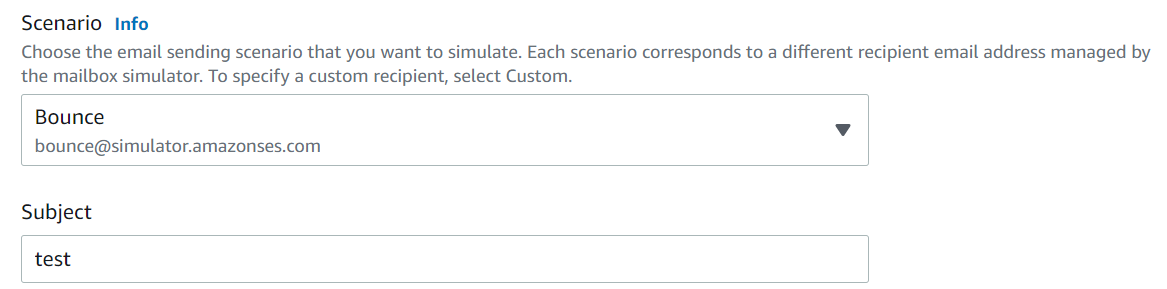 Scenario Info
Choose the email sending scenario that you want to simulate. Each scenario corresponds to a different recipient email address managed by
the mailbox simulator. To specify a custom recipient, select Custom.
Bounce
bounce@simulator.amazonses.com
Subject
test